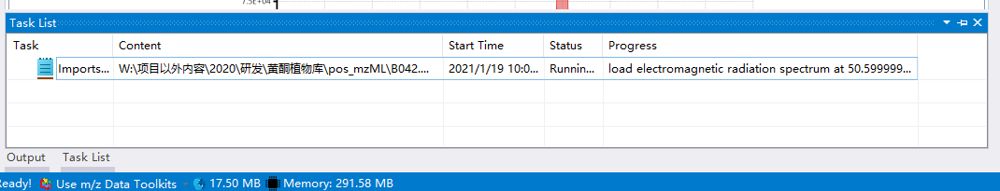 7.5E+04
Task List
Task Content Start Time Status Progress
Imports... W:\项目以外内容\2020\研发\黄酮植物库\pos_mzML\B042.... 2021/1/19 10:0... Runnin... load electromagnetic radiation spectrum at 50.599999...
Output Task List
Ready! Use m/z Data Toolkits 17.50 MB Memory: 291.58 MB